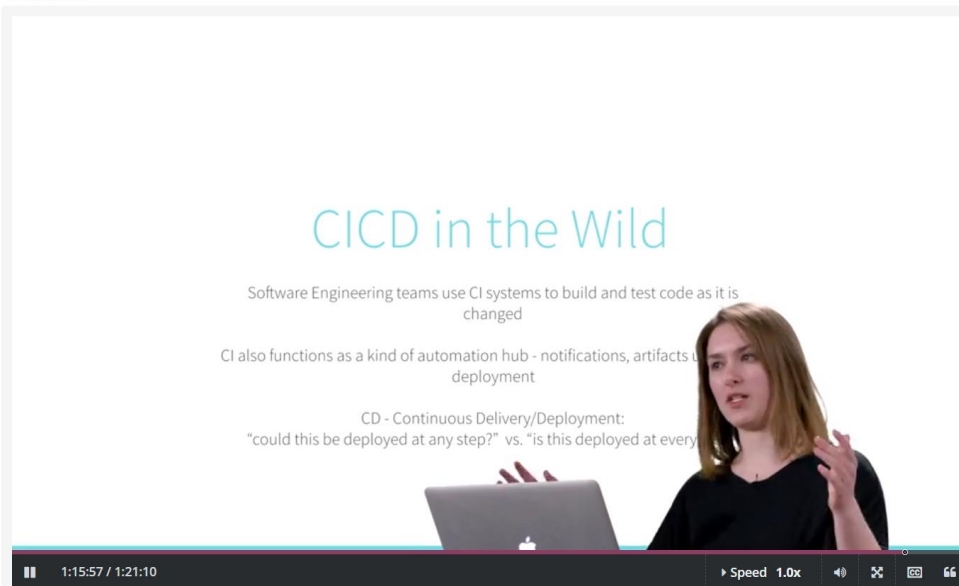 CICD in the Wild
Software Engineering teams use CI systems to build and test code as it is
changed
CI also functions as a kind of automation hub - notifications, artifacts
deployment
CD - Continuous Delivery/Deployment:
“could this be deployed at any step?” vs. “is this deployed at every
1:15:57 / 1:21:10
Speed 1.0x
CC